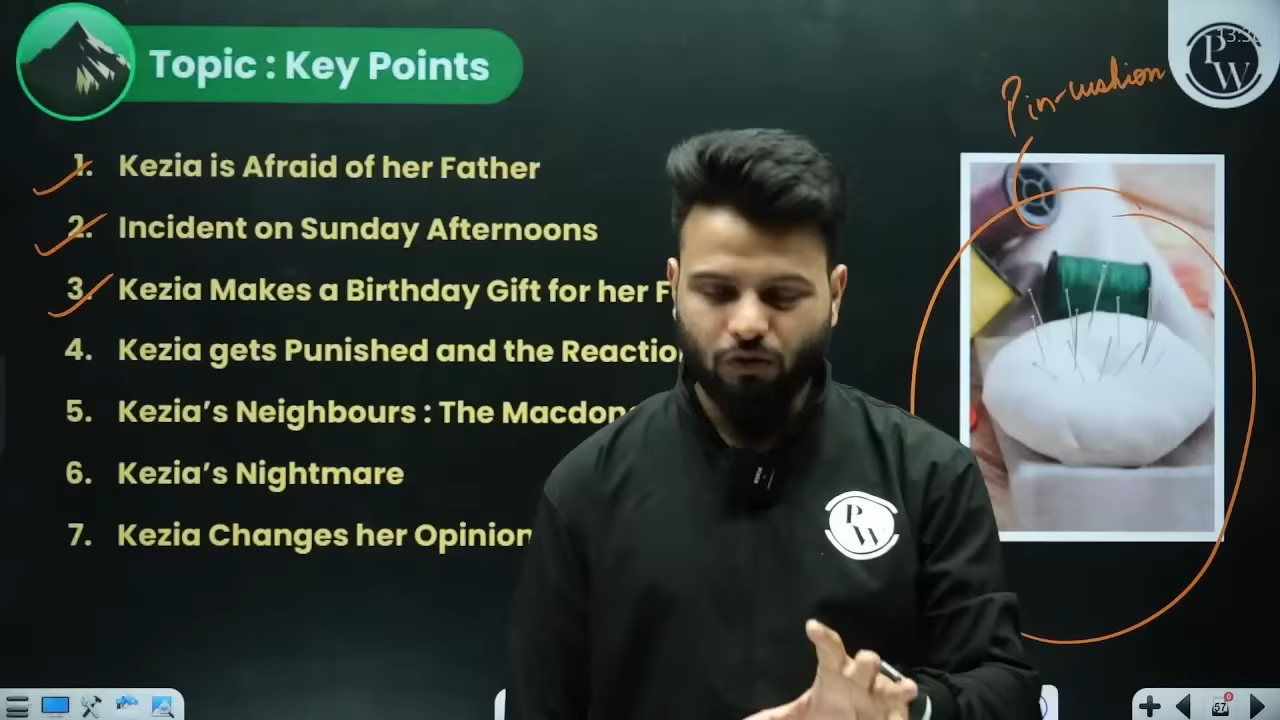 Topic : Key Points
Pin-cushion
P
W
1. Kezia is Afraid of her Father
2. Incident on Sunday Afternoons
3. Kezia Makes a Birthday Gift for her
4. Kezia gets Punished and the
5. Kezia's Neighbours : The
6. Kezia's Nightmare
7. Kezia Changes her Opinion
P
W
57